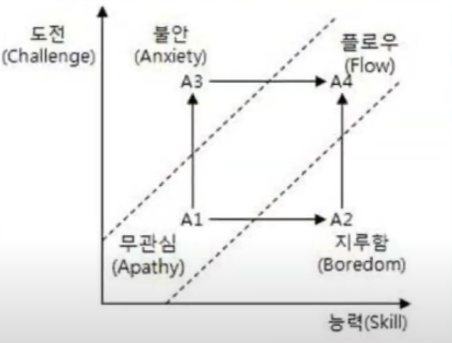 도전
(Challenge)
불안
(Anxiety)
플로우
(Flow)
A3
A4
A1
A2
무관심
(Apathy)
지루함
(Boredom)
능력(Skill)